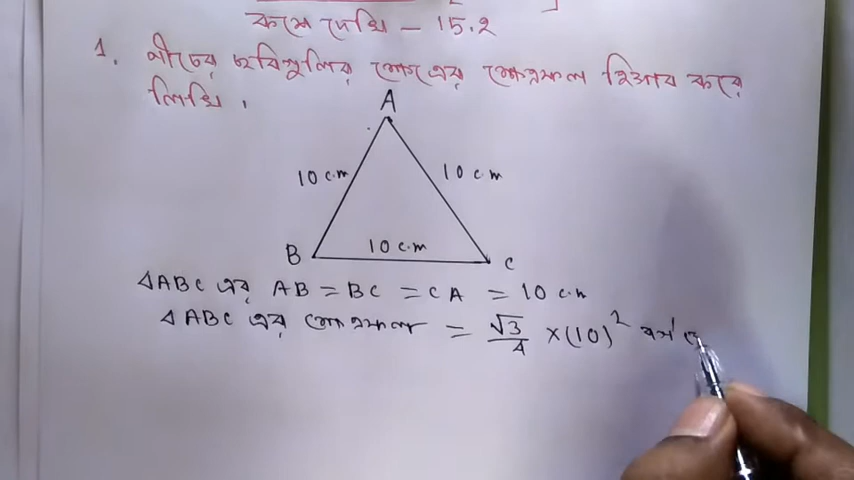 কষে দেখি – 15.2
1. নীচের ছবিগুলির ক্ষেত্রের ক্ষেত্রফল হিসাব করে
লিখি।
A
10 c.m
10 c.m
10 c.m
B
C
△ABC এর AB = BC = CA = 10 c.m
△ABC এর ক্ষেত্রফল = √3/4 × (10)² বর্গ